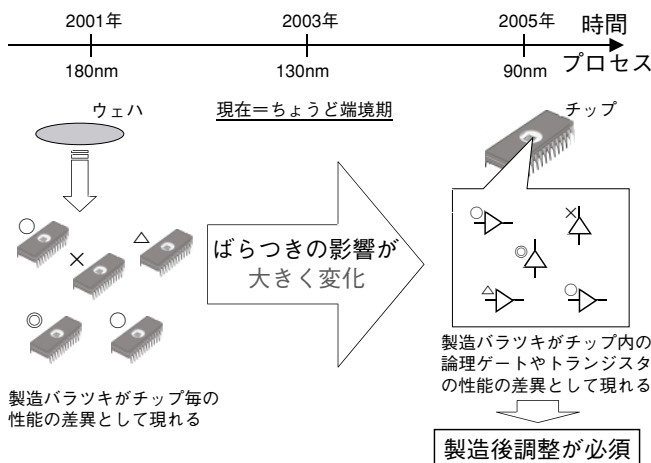 2001年 2003年 2005年 時間
180nm 130nm 90nm プロセス
ウェハ
現在＝ちょうど端境期
チップ
○
△
×
◎
○
ばらつきの影響が
大きく変化
○
×
◎
△
○
製造バラツキがチップ毎の
性能の差異として現れる
製造バラツキがチップ内の
論理ゲートやトランジスタ
の性能の差異として現れる
製造後調整が必須